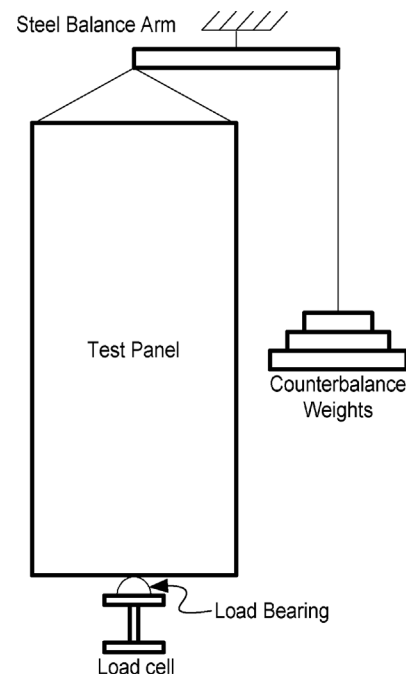 Steel Balance Arm
Test Panel
Counterbalance
Weights
Load Bearing
Load cell